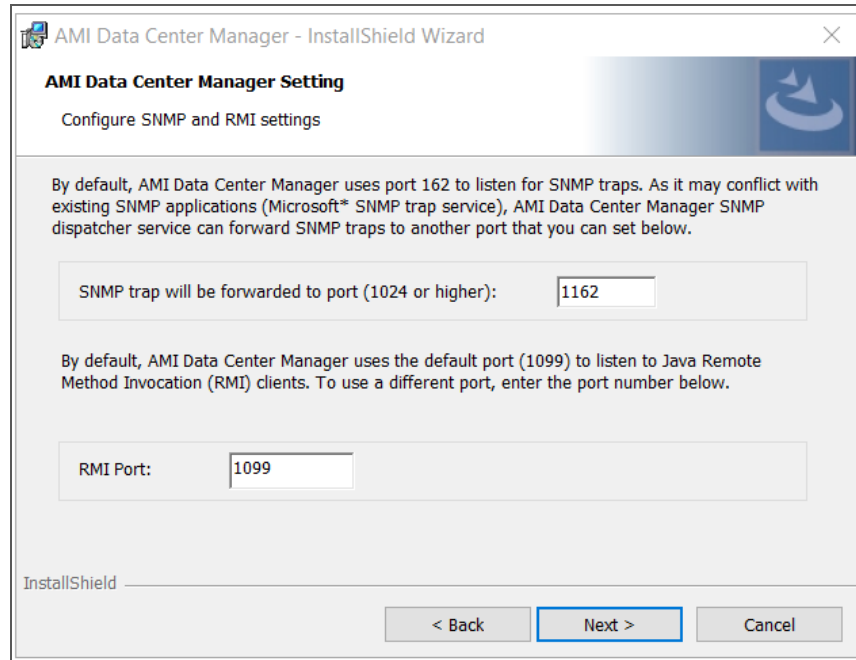 AMI Data Center Manager - InstallShield Wizard
AMI Data Center Manager Setting
Configure SNMP and RMI settings
By default, AMI Data Center Manager uses port 162 to listen for SNMP traps. As it may conflict with
existing SNMP applications (Microsoft* SNMP trap service), AMI Data Center Manager SNMP
dispatcher service can forward SNMP traps to another port that you can set below.
SNMP trap will be forwarded to port (1024 or higher): 1162
By default, AMI Data Center Manager uses the default port (1099) to listen to Java Remote
Method Invocation (RMI) clients. To use a different port, enter the port number below.
RMI Port: 1099
InstallShield
< Back Next > Cancel